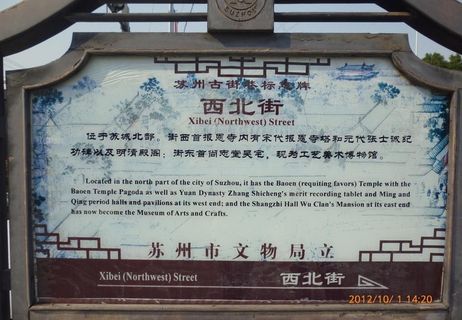 SUZHOU
苏州古街巷标志牌
西北街
Xibei (Northwest) Street
位于苏城北部。街西首报恩寺内有宋代报恩寺塔和元代张士诚纪
功碑以及明清殿阁；街东首尚志堂吴宅，现为工艺美术博物馆。
Located in the north part of the city of Suzhou, it has the Baoen (requiting favors) Temple with the
Baoen Temple Pagoda as well as Yuan Dynasty Zhang Shicheng's merit recording tablet and Ming and
Qing period halls and pavilions at its west end; and the Shangzhi Hall Wu Clan's Mansion at its east end
has now become the Museum of Arts and Crafts.
苏州市文物局立
Xibei (Northwest) Street
西北街
2012/10/ 1 14:20